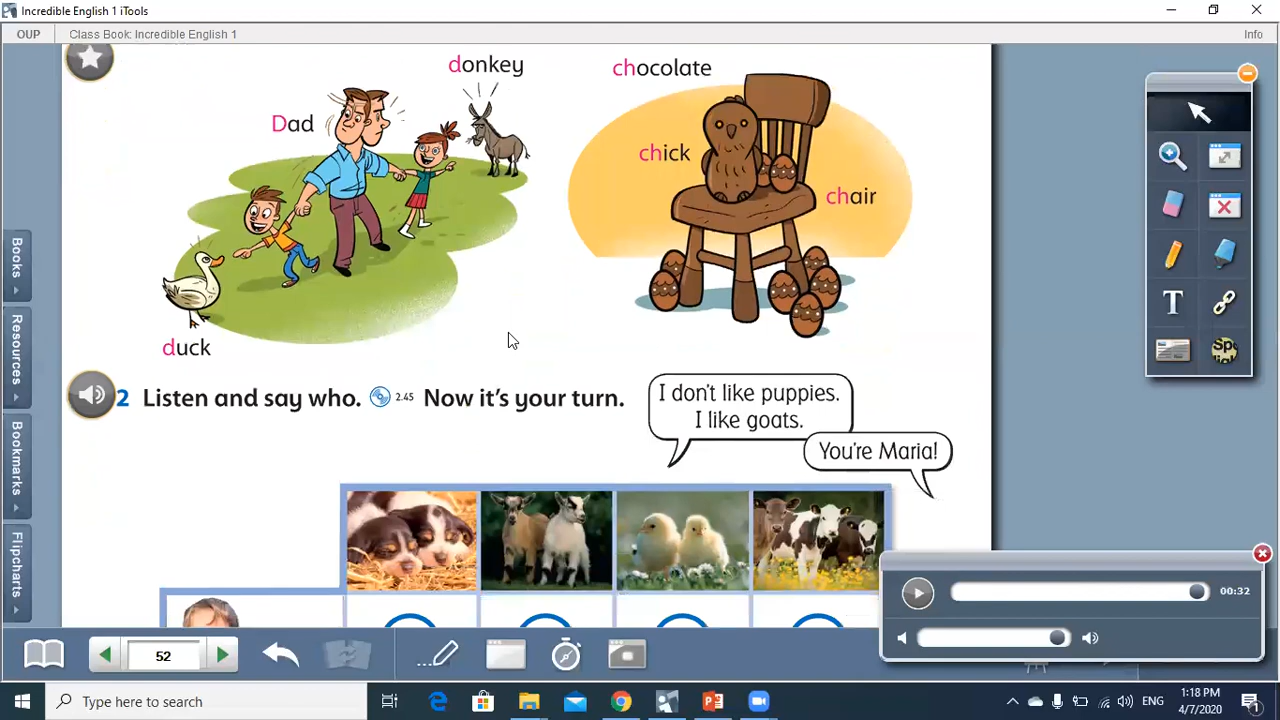 Incredible English 1 iTools
OUP Class Book: Incredible English 1 Info
donkey
chocolate
Dad
chick
chair
duck
2 Listen and say who. 2.45 Now it's your turn.
I don't like puppies.
I like goats.
You're Maria!
Books
Resources
Bookmarks
Flipcharts
T
Spo
00:32
52
Type here to search
ENG
1:18 PM
4/7/2020
1